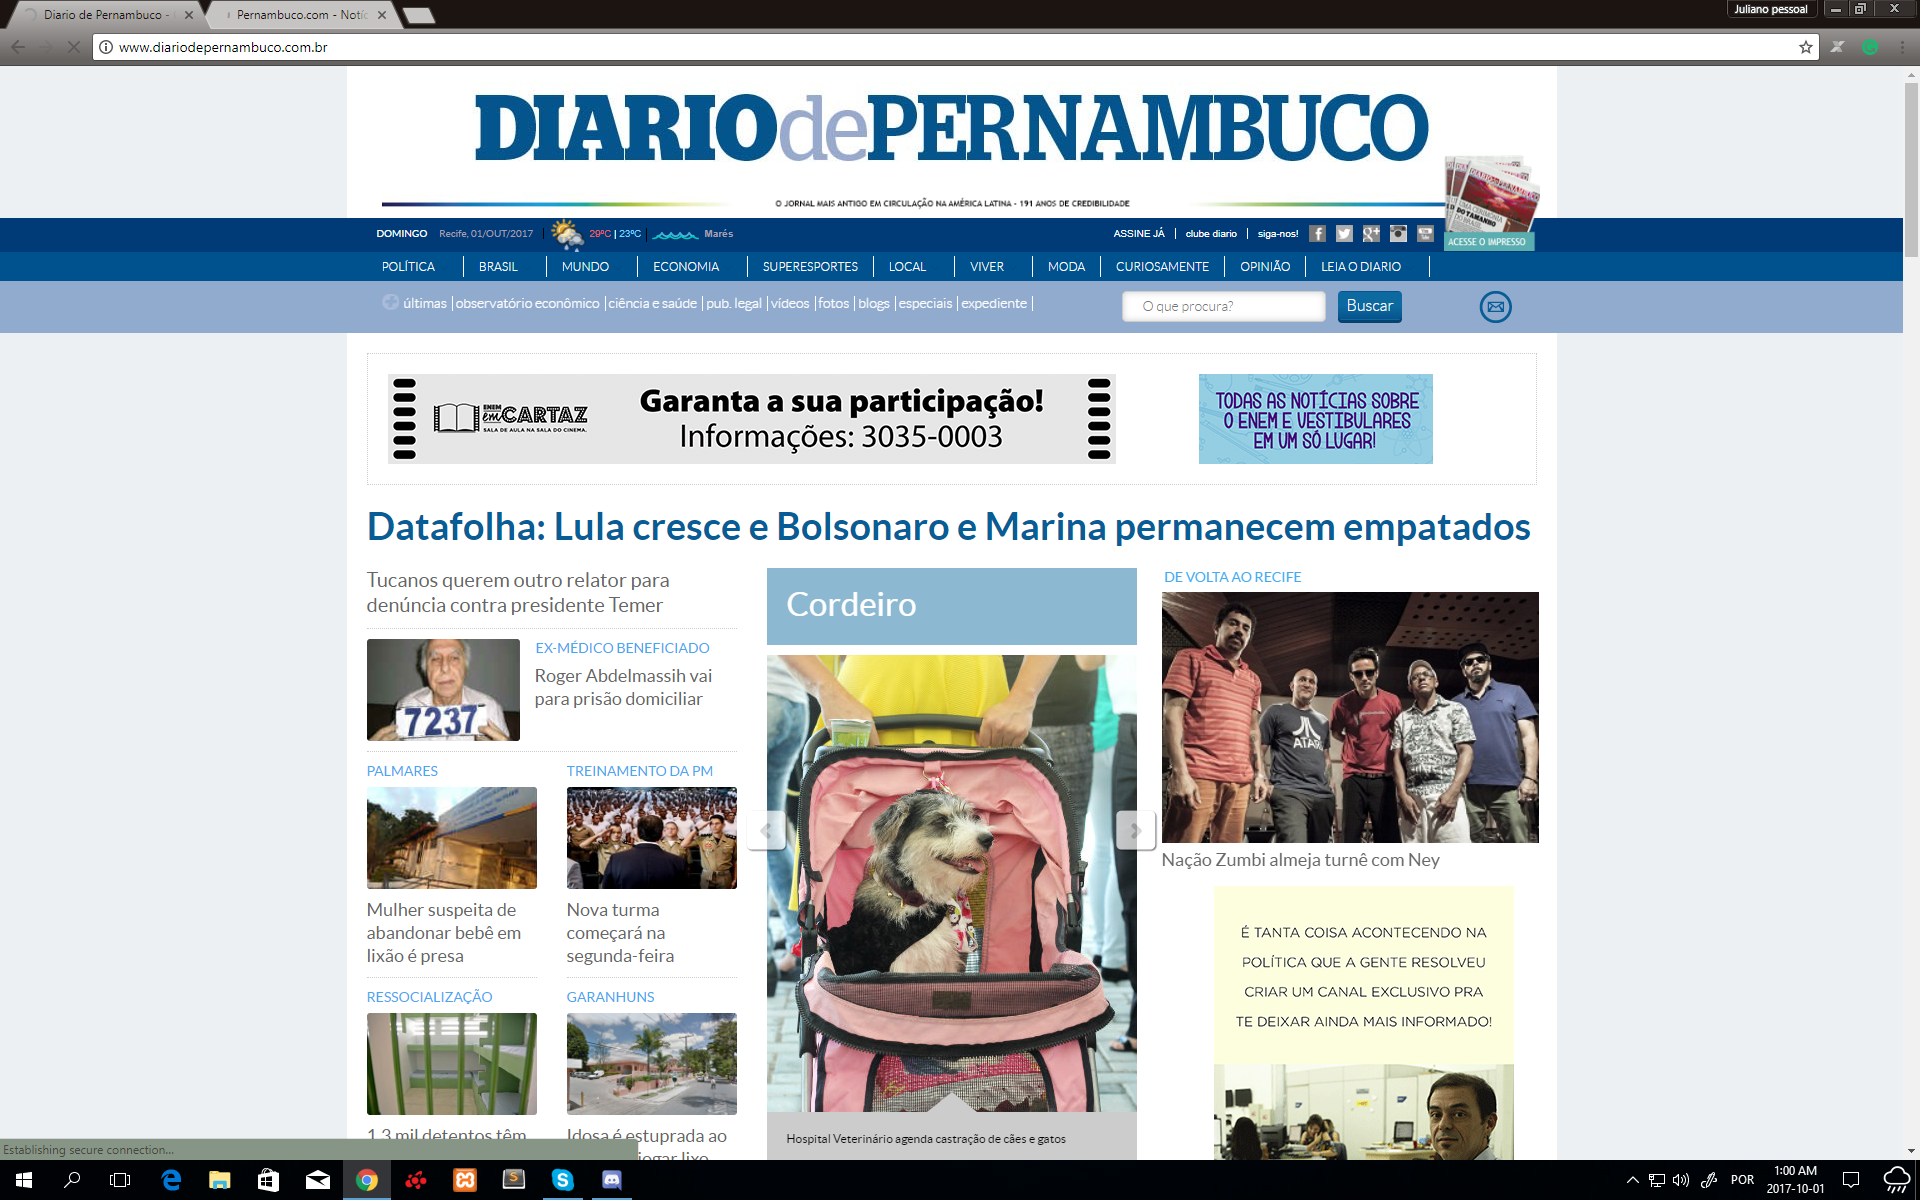 Diario de Pernambuco -
Pernambuco.com - Notíc
Juliano pessoal
www.diariodepernambuco.com.br
DIARIOdePERNAMBUCO
O JORNAL MAIS ANTIGO EM CIRCULAÇÃO NA AMÉRICA LATINA - 191 ANOS DE CREDIBILIDADE
DOMINGO Recife, 01/OUT/2017 29ºC | 23ºC Marés
ASSINE JÁ clube diario siga-nos!
ACESSE O IMPRESSO
POLÍTICA BRASIL MUNDO ECONOMIA SUPERESPORTES LOCAL VIVER MODA CURIOSAMENTE OPINIÃO LEIA O DIARIO
últimas observatório econômico ciência e saúde pub. legal vídeos fotos blogs especiais expediente
O que procura? Buscar
ENEM em CARTAZ
SALA DE AULA NA SALA DO CINEMA.
Garanta a sua participação!
Informações: 3035-0003
TODAS AS NOTÍCIAS SOBRE
O ENEM E VESTIBULARES
EM UM SÓ LUGAR!
Datafolha: Lula cresce e Bolsonaro e Marina permanecem empatados
Tucanos querem outro relator para
denúncia contra presidente Temer
7237
EX-MÉDICO BENEFICIADO
Roger Abdelmassih vai
para prisão domiciliar
PALMARES
Mulher suspeita de
abandonar bebê em
lixão é presa
TREINAMENTO DA PM
Nova turma
começará na
segunda-feira
RESSOCIALIZAÇÃO
1,3 mil detentos têm
GARANHUNS
Idosa é estuprada ao
jogar lixo
Cordeiro
Hospital Veterinário agenda castração de cães e gatos
DE VOLTA AO RECIFE
ATARI
Nação Zumbi almeja turnê com Ney
É TANTA COISA ACONTECENDO NA
POLÍTICA QUE A GENTE RESOLVEU
CRIAR UM CANAL EXCLUSIVO PRA
TE DEIXAR AINDA MAIS INFORMADO!
Establishing secure connection...
POR
1:00 AM
2017-10-01